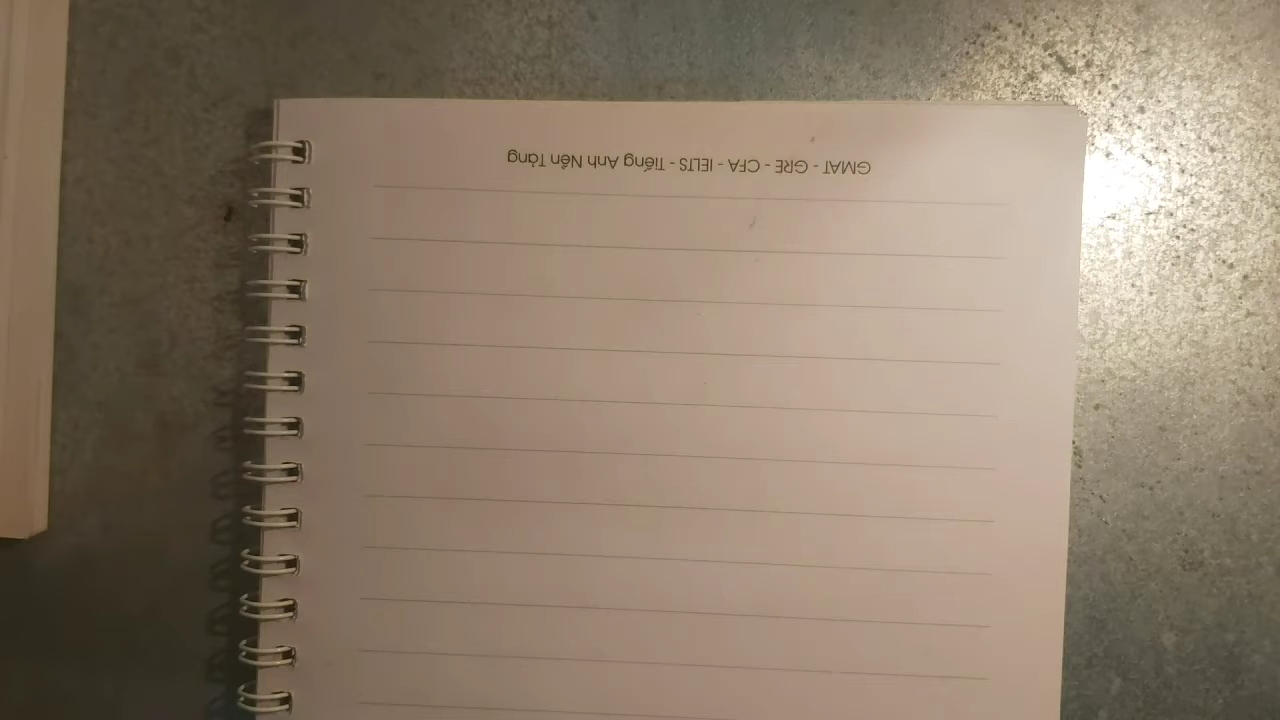 GMAT - GRE - CFA - IELTS - Tiếng Anh Nền Tảng